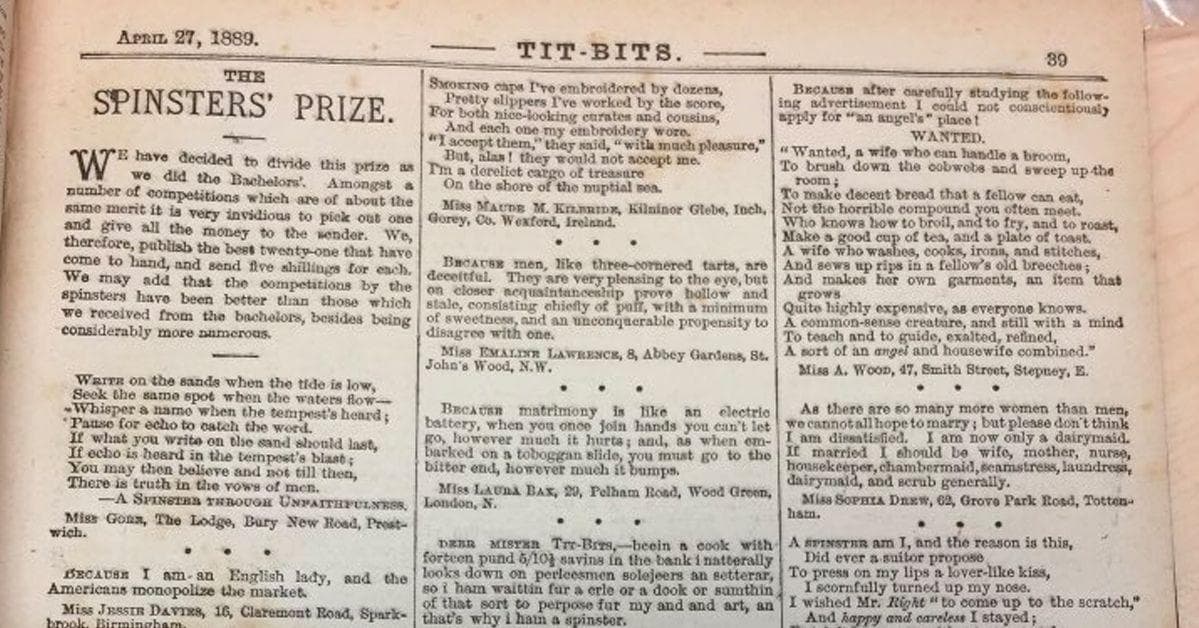 APRIL 27, 1889.
TIT-BITS.
39
THE
SPINSTERS' PRIZE.
WE have decided to divide this prize as
we did the Bachelors'. Amongst a
number of competitions which are of about the
same merit it is very invidious to pick out one
and give all the money to the sender. We,
therefore, publish the best twenty-one that have
come to hand, and send five shillings for each.
We may add that the competitions by the
spinsters have been better than those which
we received from the bachelors, besides being
considerably more numerous.
WRITE on the sands when the tide is low,
Seek the same spot when the waters flow—
Whisper a name when the tempest's heard;
Pause for echo to catch the word.
If what you write on the sand should last,
If echo is heard in the tempest's blast;
You may then believe and not till then,
There is truth in the vows of men.
—A SPINSTER THROUGH UNFAITHFULNESS.
Miss GORE, The Lodge, Bury New Road, Prest-
wich.
BECAUSE I am an English lady, and the
Americans monopolize the market.
Miss JESSIE DAVIES, 16, Claremont Road, Spark-
brook, Birmingham.
SMOKING caps I've embroidered by dozens,
Pretty slippers I've worked by the score,
For both nice-looking curates and cousins,
And each one my embroidery wore.
"I accept them," they said, "with much pleasure,"
But, alas! they would not accept me.
I'm a derelict cargo of treasure
On the shore of the nuptial sea.
Miss MAUDE M. KILBRIDE, Kilninor Glebe, Inch,
Gorey, Co. Wexford, Ireland.
BECAUSE men, like three-cornered tarts, are
deceitful. They are very pleasing to the eye, but
on closer acquaintanceship prove hollow and
stale, consisting chiefly of puff, with a minimum
of sweetness, and an unconquerable propensity to
disagree with one.
Miss EMALINE LAWRENCE, 8, Abbey Gardens, St.
John's Wood, N.W.
BECAUSE matrimony is like an electric
battery, when you once join hands you can't let
go, however much it hurts; and, as when em-
barked on a toboggan slide, you must go to the
bitter end, however much it bumps.
Miss LAURA BAX, 29, Pelham Road, Wood Green,
London, N.
DEER MISTER TIT-BITS,—beein a cook with
forteen pund 5/10½ savins in the bank i natterally
looks down on perleesmen solejeers an setterar,
so i ham waittin fur a erle or a dook or sumthin
of that sort to perpose fur my and and art, an
that's why i ham a spinster.
BECAUSE after carefully studying the follow-
ing advertisement I could not conscientiously
apply for "an angel's" place!
WANTED.
"Wanted, a wife who can handle a broom,
To brush down the cobwebs and sweep up the
room;
To make decent bread that a fellow can eat,
Not the horrible compound you often meet.
Who knows how to broil, and to fry, and to roast,
Make a good cup of tea, and a plate of toast.
A wife who washes, cooks, irons, and stitches,
And sews up rips in a fellow's old breeches;
And makes her own garments, an item that
grows
Quite highly expensive, as everyone knows.
A common-sense creature, and still with a mind
To teach and to guide, exalted, refined,
A sort of an angel and housewife combined."
Miss A. WOOD, 47, Smith Street, Stepney, E.
As there are so many more women than men,
we cannot all hope to marry; but please don't think
I am dissatisfied. I am now only a dairymaid.
If married I should be wife, mother, nurse,
housekeeper, chambermaid, seamstress, laundress,
dairymaid, and scrub generally.
Miss SOPHIA DREW, 62, Grove Park Road, Totten-
ham.
A SPINSTER am I, and the reason is this,
Did ever a suitor propose
To press on my lips a lover-like kiss,
I scornfully turned up my nose.
I wished Mr. Right "to come up to the scratch,"
And happy and careless I stayed;